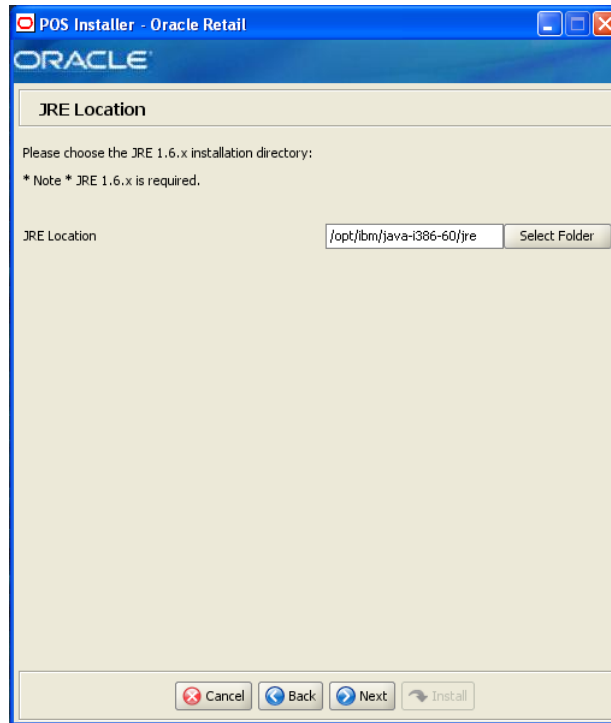 POS Installer - Oracle Retail
ORACLE
JRE Location
Please choose the JRE 1.6.x installation directory:
* Note * JRE 1.6.x is required.
JRE Location /opt/ibm/java-i386-60/jre Select Folder
Cancel Back Next Install